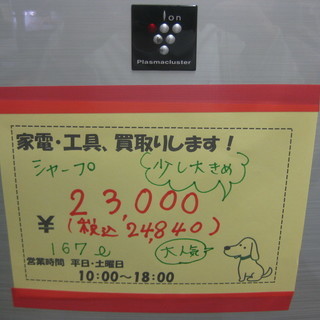 Ion
Plasmacluster
家電・工具、買取りします!
シャープ
少し大きめ
¥ 23,000
(税込 24,840)
167ℓ
大人気
営業時間 平日・土曜日
10:00～18:00